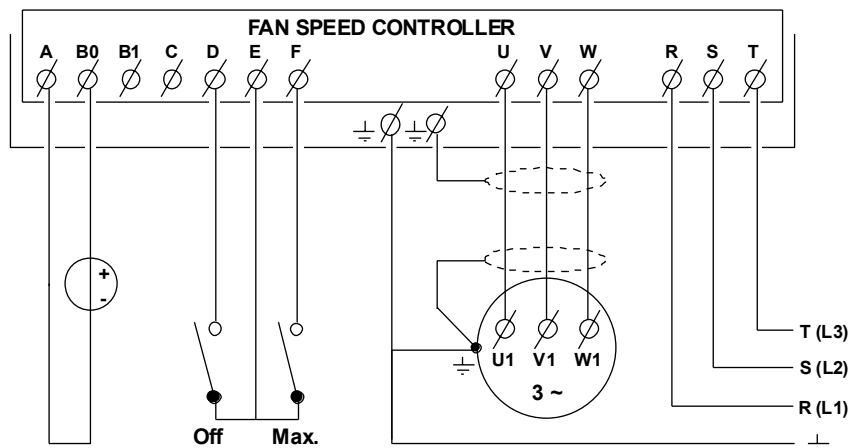 FAN SPEED CONTROLLER
A B0 B1 C D E F U V W R S T
+
-
U1 V1 W1
3 ~
T (L3)
S (L2)
R (L1)
Off Max.